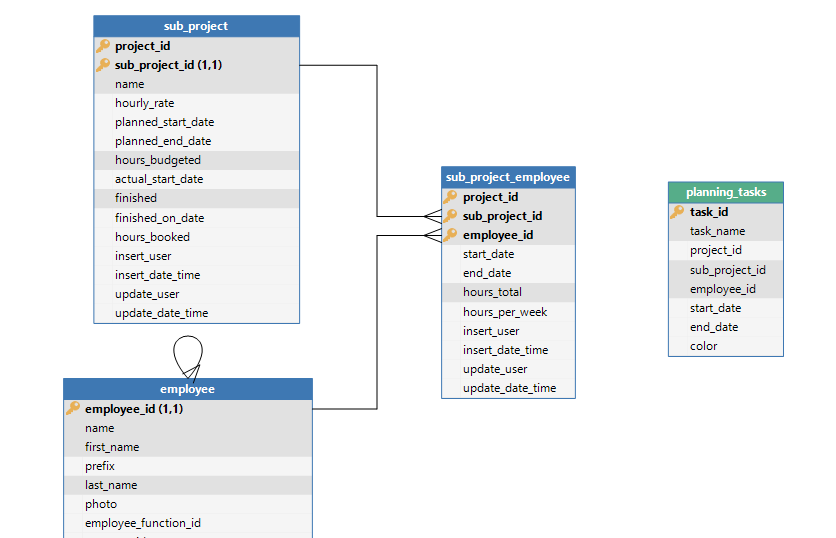 sub_project
project_id
sub_project_id (1,1)
name
hourly_rate
planned_start_date
planned_end_date
hours_budgeted
actual_start_date
finished
finished_on_date
hours_booked
insert_user
insert_date_time
update_user
update_date_time
employee
employee_id (1,1)
name
first_name
prefix
last_name
photo
employee_function_id
sub_project_employee
project_id
sub_project_id
employee_id
start_date
end_date
hours_total
hours_per_week
insert_user
insert_date_time
update_user
update_date_time
planning_tasks
task_id
task_name
project_id
sub_project_id
employee_id
start_date
end_date
color